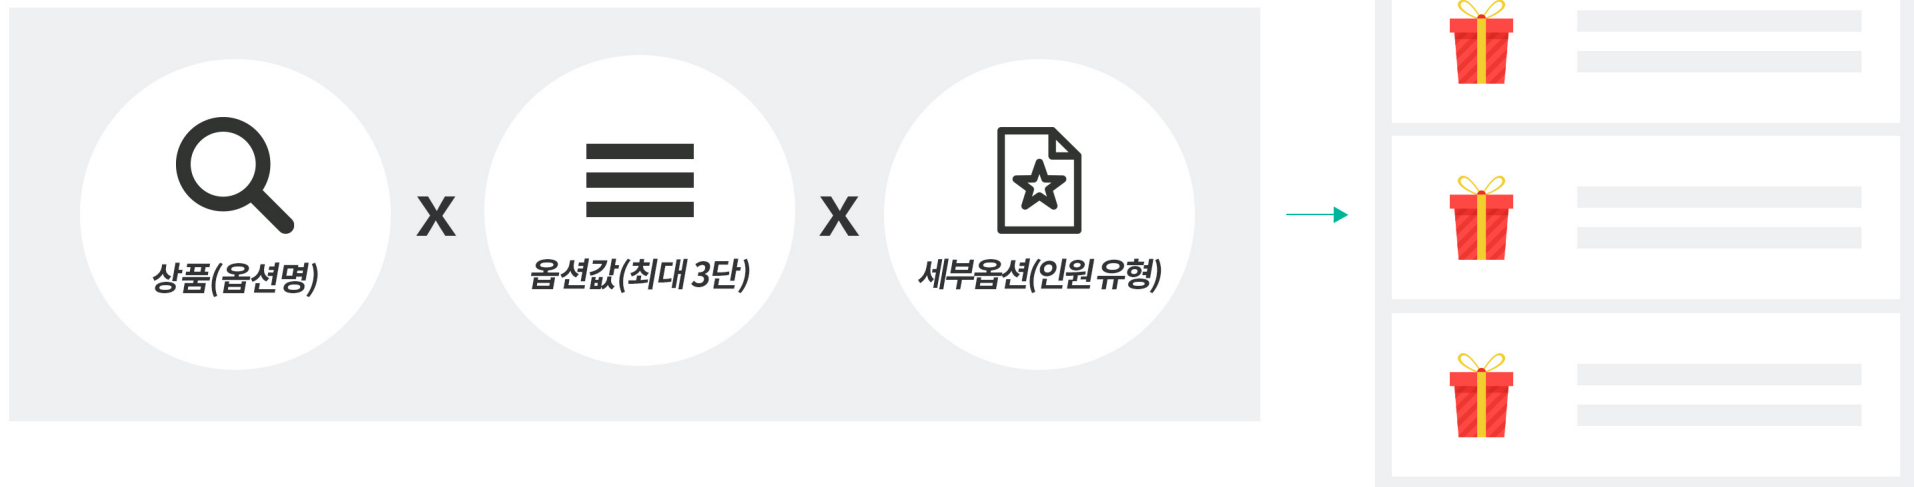 상품(옵션명)
x
옵션값(최대 3단)
x
세부옵션(인원 유형)